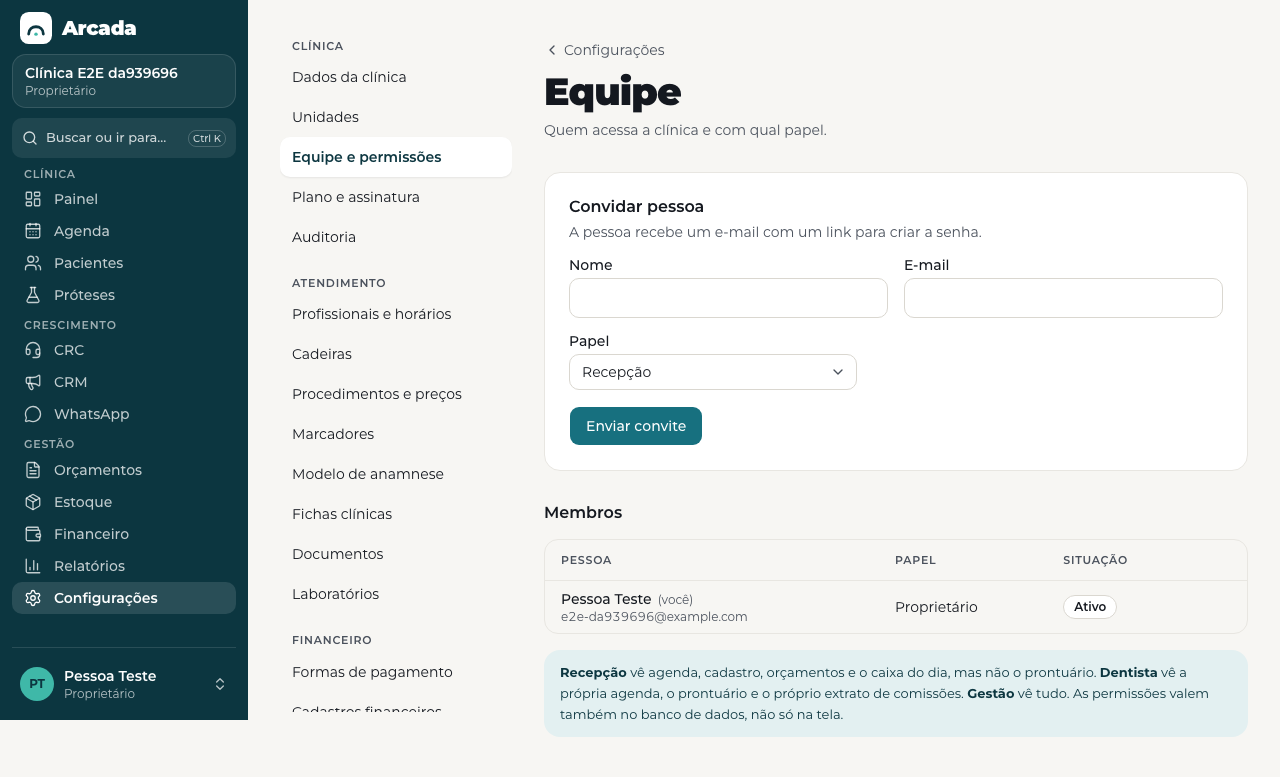 Arcada
Clínica E2E da939696
Proprietário
Buscar ou ir para... Ctrl K
CLÍNICA
Painel
Agenda
Pacientes
Próteses
CRESCIMENTO
CRC
CRM
WhatsApp
GESTÃO
Orçamentos
Estoque
Financeiro
Relatórios
Configurações
PT
Pessoa Teste
Proprietário
CLÍNICA
Dados da clínica
Unidades
Equipe e permissões
Plano e assinatura
Auditoria
ATENDIMENTO
Profissionais e horários
Cadeiras
Procedimentos e preços
Marcadores
Modelo de anamnese
Fichas clínicas
Documentos
Laboratórios
FINANCEIRO
Formas de pagamento
Cadastros financeiros
Configurações
Equipe
Quem acessa a clínica e com qual papel.
Convidar pessoa
A pessoa recebe um e-mail com um link para criar a senha.
Nome E-mail
Papel
Recepção
Enviar convite
Membros
PESSOA PAPEL SITUAÇÃO
Pessoa Teste (você)
e2e-da939696@example.com
Proprietário
Ativo
Recepção vê agenda, cadastro, orçamentos e o caixa do dia, mas não o prontuário. Dentista vê a
própria agenda, o prontuário e o próprio extrato de comissões. Gestão vê tudo. As permissões valem
também no banco de dados, não só na tela.